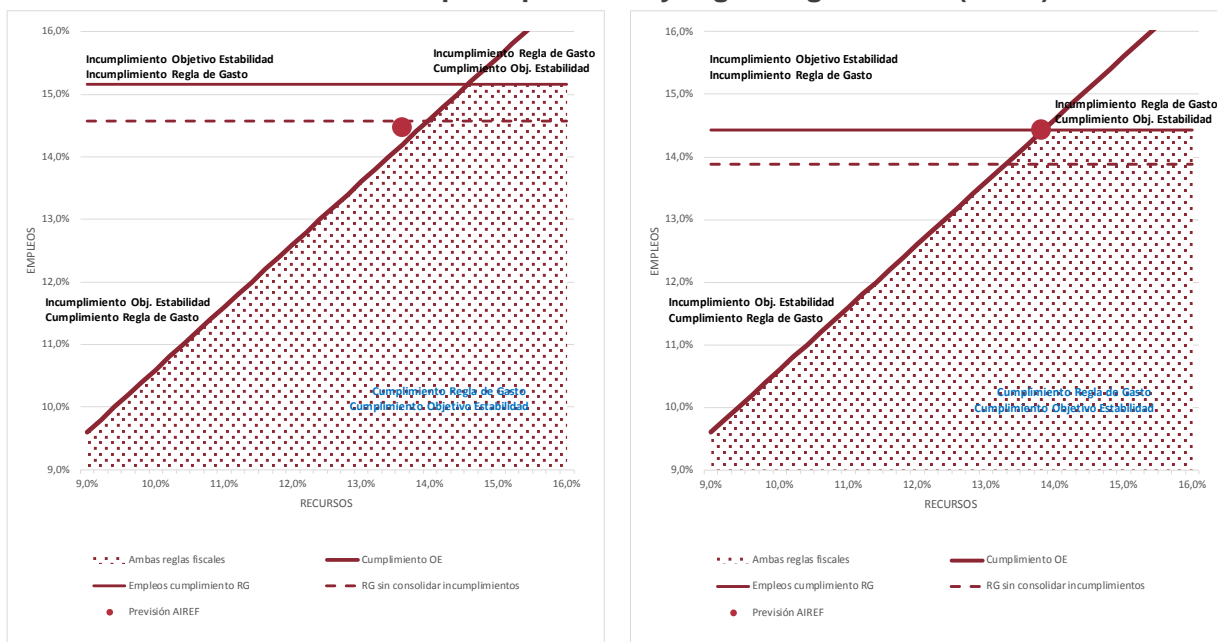 16,0%
Incumplimiento Objetivo Estabilidad
Incumplimiento Regla de Gasto
Incumplimiento Regla de Gasto
Cumplimiento Obj. Estabilidad
15,0%
14,0%
13,0%
EMPLEOS
12,0%
Incumplimiento Obj. Estabilidad
Cumplimiento Regla de Gasto
11,0%
Cumplimiento Regla de Gasto
Cumplimiento Objetivo Estabilidad
10,0%
9,0%
9,0% 10,0% 11,0% 12,0% 13,0% 14,0% 15,0% 16,0%
RECURSOS
Ambas reglas fiscales Cumplimiento OE
Empleos cumplimiento RG RG sin consolidar incumplimientos
Previsión AIREF
16,0%
Incumplimiento Objetivo Estabilidad
Incumplimiento Regla de Gasto
15,0%
Incumplimiento Regla de Gasto
Cumplimiento Obj. Estabilidad
14,0%
13,0%
EMPLEOS
12,0%
Incumplimiento Obj. Estabilidad
Cumplimiento Regla de Gasto
11,0%
Cumplimiento Regla de Gasto
Cumplimiento Objetivo Estabilidad
10,0%
9,0%
9,0% 10,0% 11,0% 12,0% 13,0% 14,0% 15,0% 16,0%
RECURSOS
Ambas reglas fiscales Cumplimiento OE
Empleos cumplimiento RG RG sin consolidar incumplimientos
Previsión AIREF